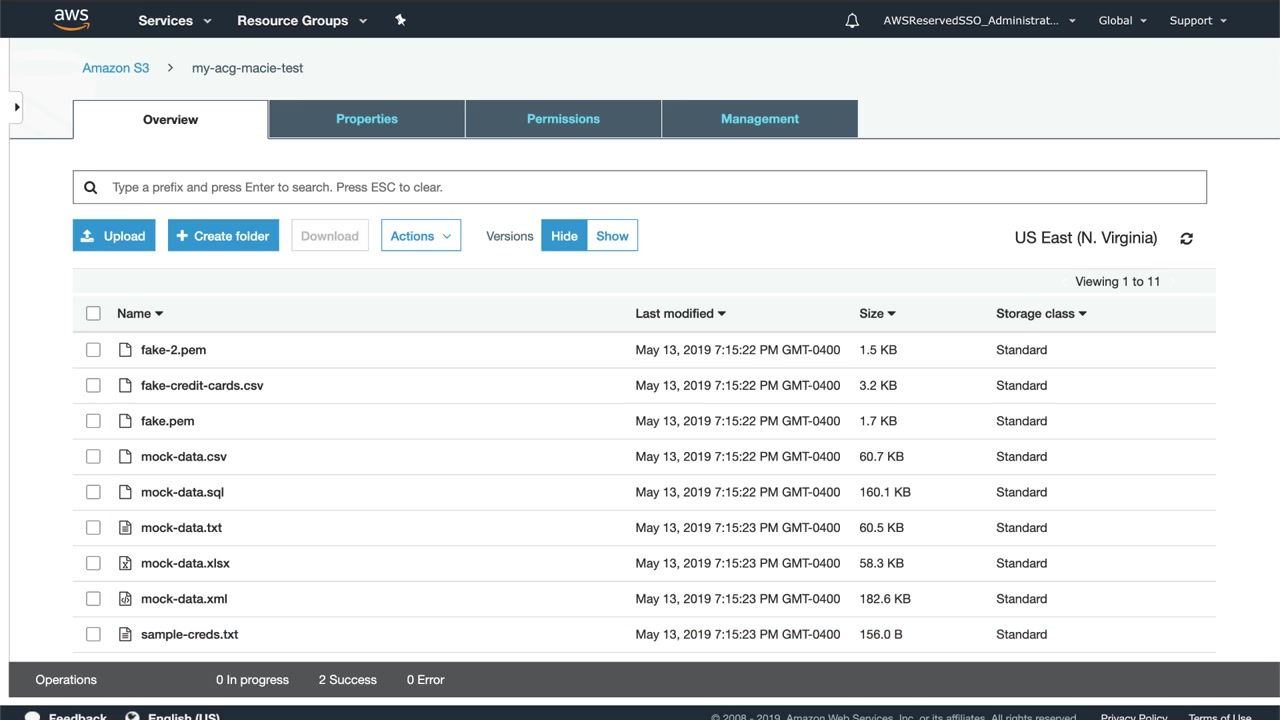 aws Services Resource Groups AWSReservedSSO_Administrat... Global Support
Amazon S3 > my-acg-macie-test
Overview Properties Permissions Management
Type a prefix and press Enter to search. Press ESC to clear.
Upload + Create folder Download Actions Versions Hide Show US East (N. Virginia)
Viewing 1 to 11
Name Last modified Size Storage class
fake-2.pem May 13, 2019 7:15:22 PM GMT-0400 1.5 KB Standard
fake-credit-cards.csv May 13, 2019 7:15:22 PM GMT-0400 3.2 KB Standard
fake.pem May 13, 2019 7:15:22 PM GMT-0400 1.7 KB Standard
mock-data.csv May 13, 2019 7:15:22 PM GMT-0400 60.7 KB Standard
mock-data.sql May 13, 2019 7:15:22 PM GMT-0400 160.1 KB Standard
mock-data.txt May 13, 2019 7:15:23 PM GMT-0400 60.5 KB Standard
mock-data.xlsx May 13, 2019 7:15:23 PM GMT-0400 58.3 KB Standard
mock-data.xml May 13, 2019 7:15:23 PM GMT-0400 182.6 KB Standard
sample-creds.txt May 13, 2019 7:15:23 PM GMT-0400 156.0 B Standard
Operations 0 In progress 2 Success 0 Error
Feedback English (US) © 2008 - 2019, Amazon Web Services, Inc. or its affiliates. All rights reserved. Privacy Policy Terms of Use